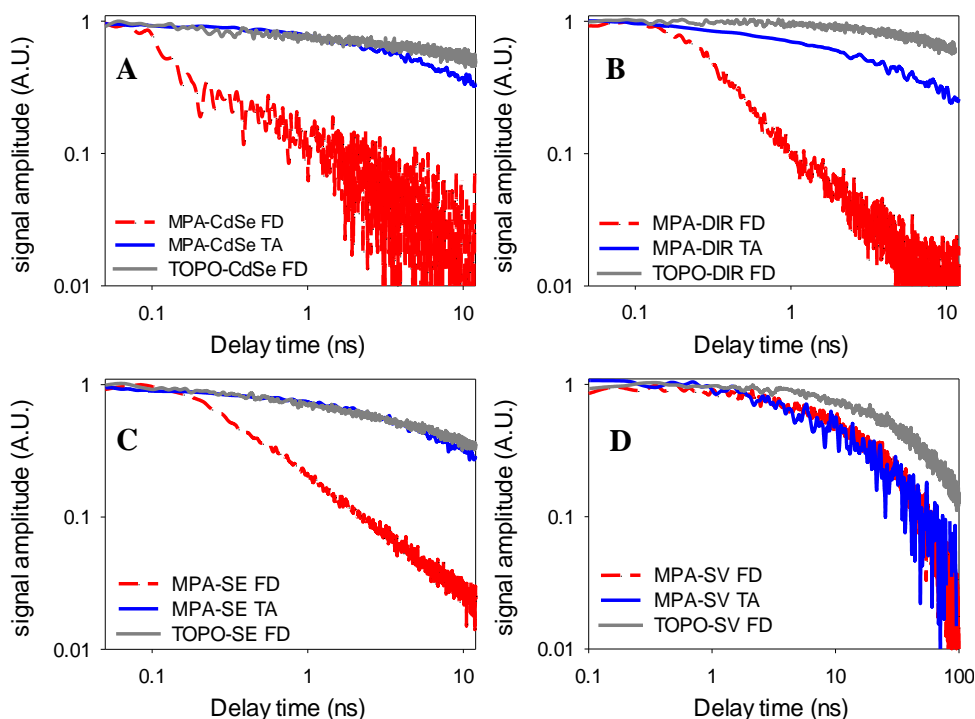 signal amplitude (A.U.)
1
0.1
0.01
A
MPA-CdSe FD
MPA-CdSe TA
TOPO-CdSe FD
0.1
1
10
Delay time (ns)
signal amplitude (A.U.)
1
0.1
0.01
B
MPA-DIR FD
MPA-DIR TA
TOPO-DIR FD
0.1
1
10
Delay time (ns)
signal amplitude (A.U.)
1
0.1
0.01
C
MPA-SE FD
MPA-SE TA
TOPO-SE FD
0.1
1
10
Delay time (ns)
signal amplitude (A.U.)
1
0.1
0.01
D
MPA-SV FD
MPA-SV TA
TOPO-SV FD
0.1
1
10
100
Delay time (ns)